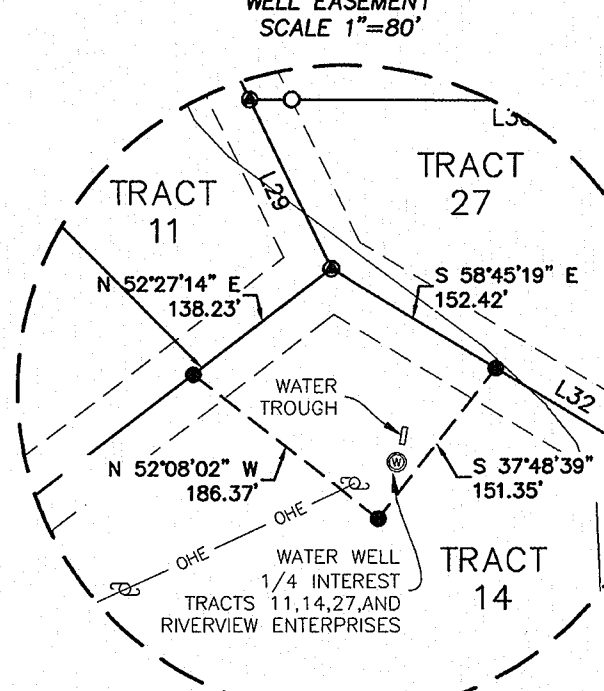 WELL EASEMENT
SCALE 1"=80'
TRACT
11
L29
TRACT
27
N 52°27'14" E
138.23'
S 58°45'19" E
152.42'
WATER
TROUGH
L32
N 52°08'02" W
186.37'
W
S 37°48'39"
151.35'
OHE
OHE
WATER WELL
1/4 INTEREST
TRACTS 11,14,27,AND
RIVERVIEW ENTERPRISES
TRACT
14